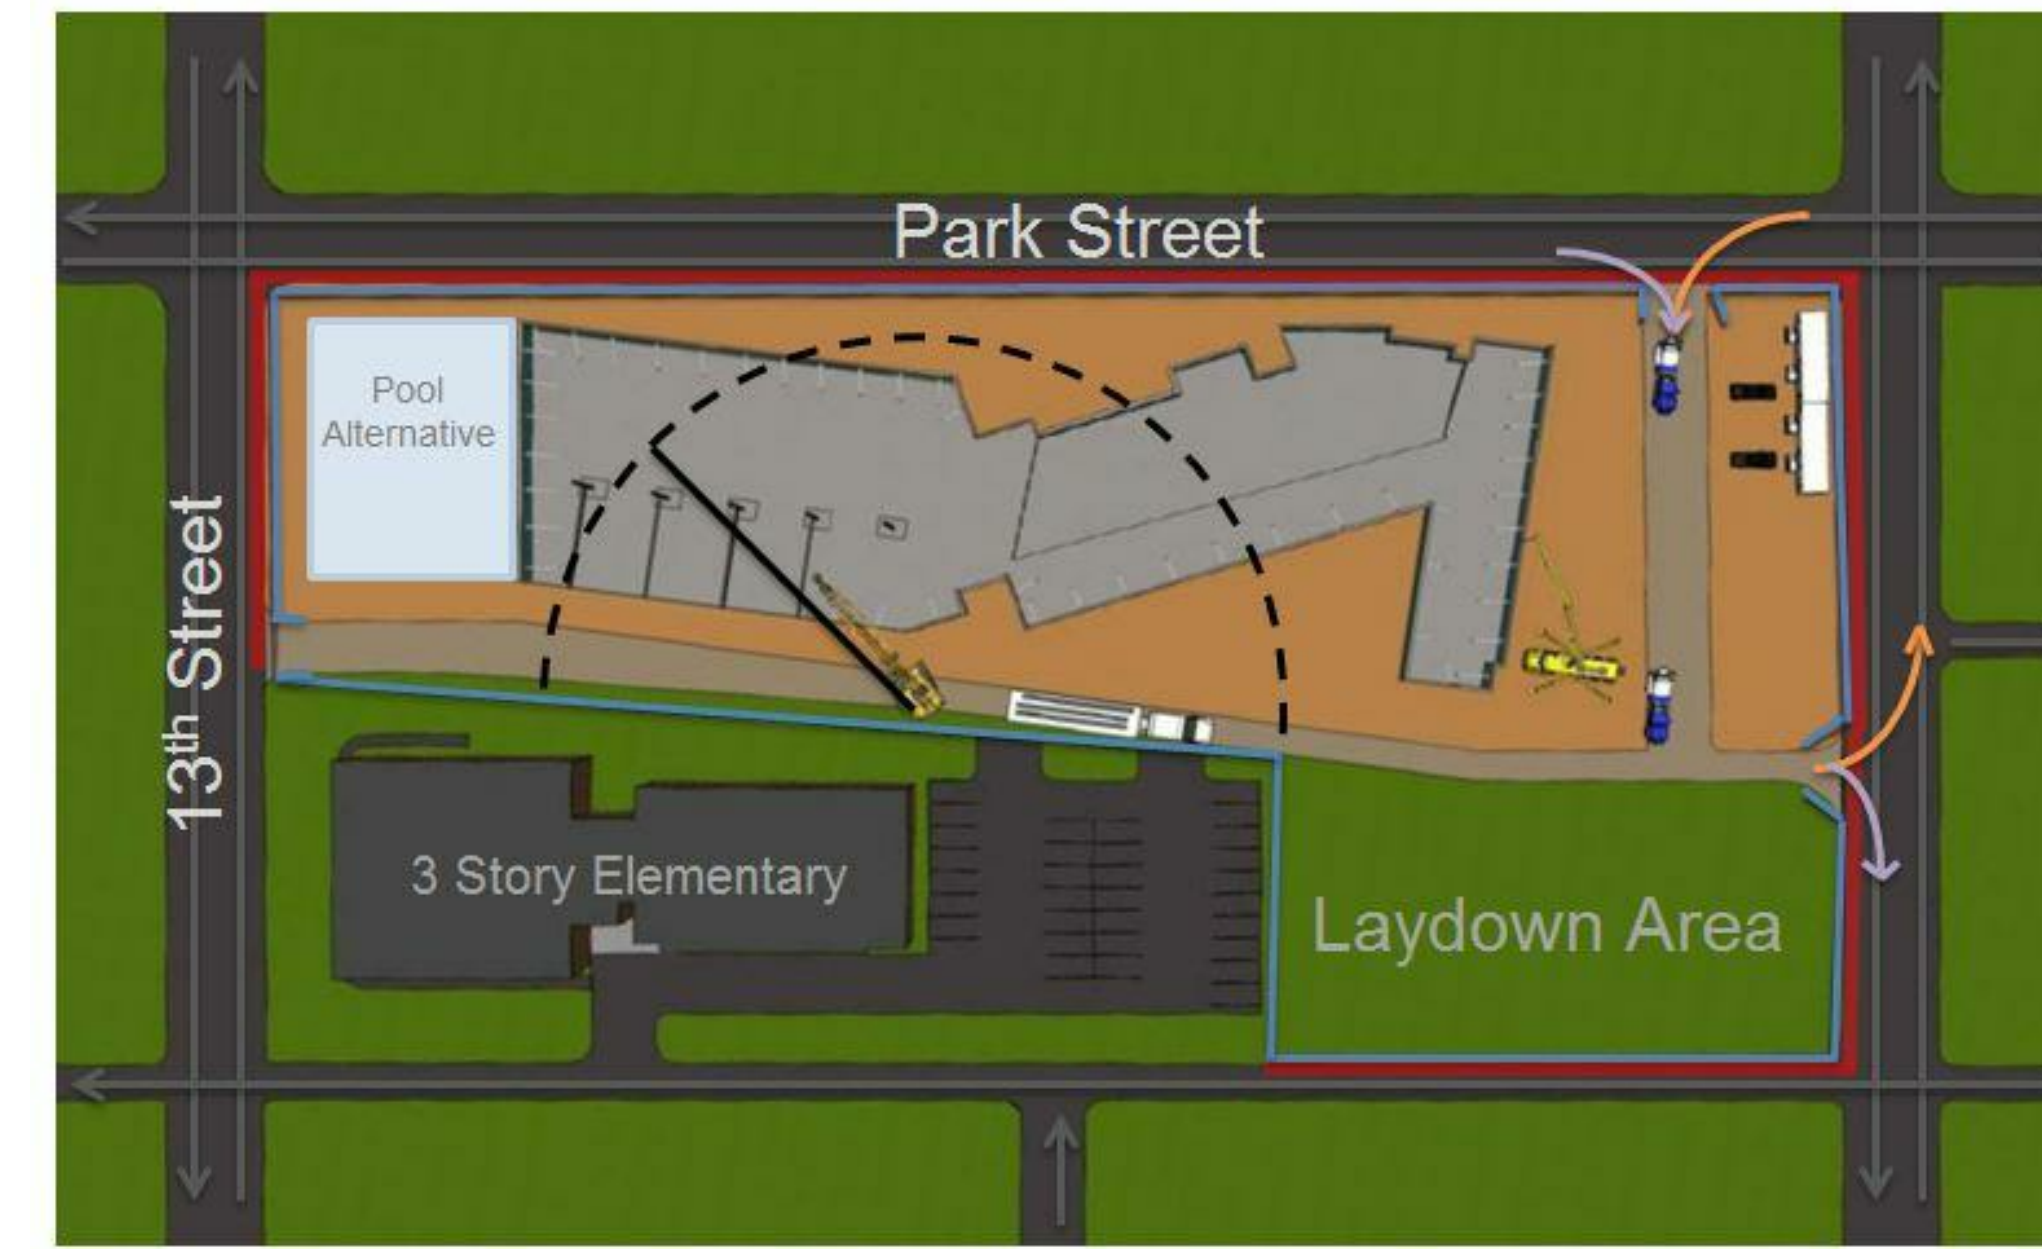 Park Street
Pool
Alternative
13th Street
3 Story Elementary
Laydown Area